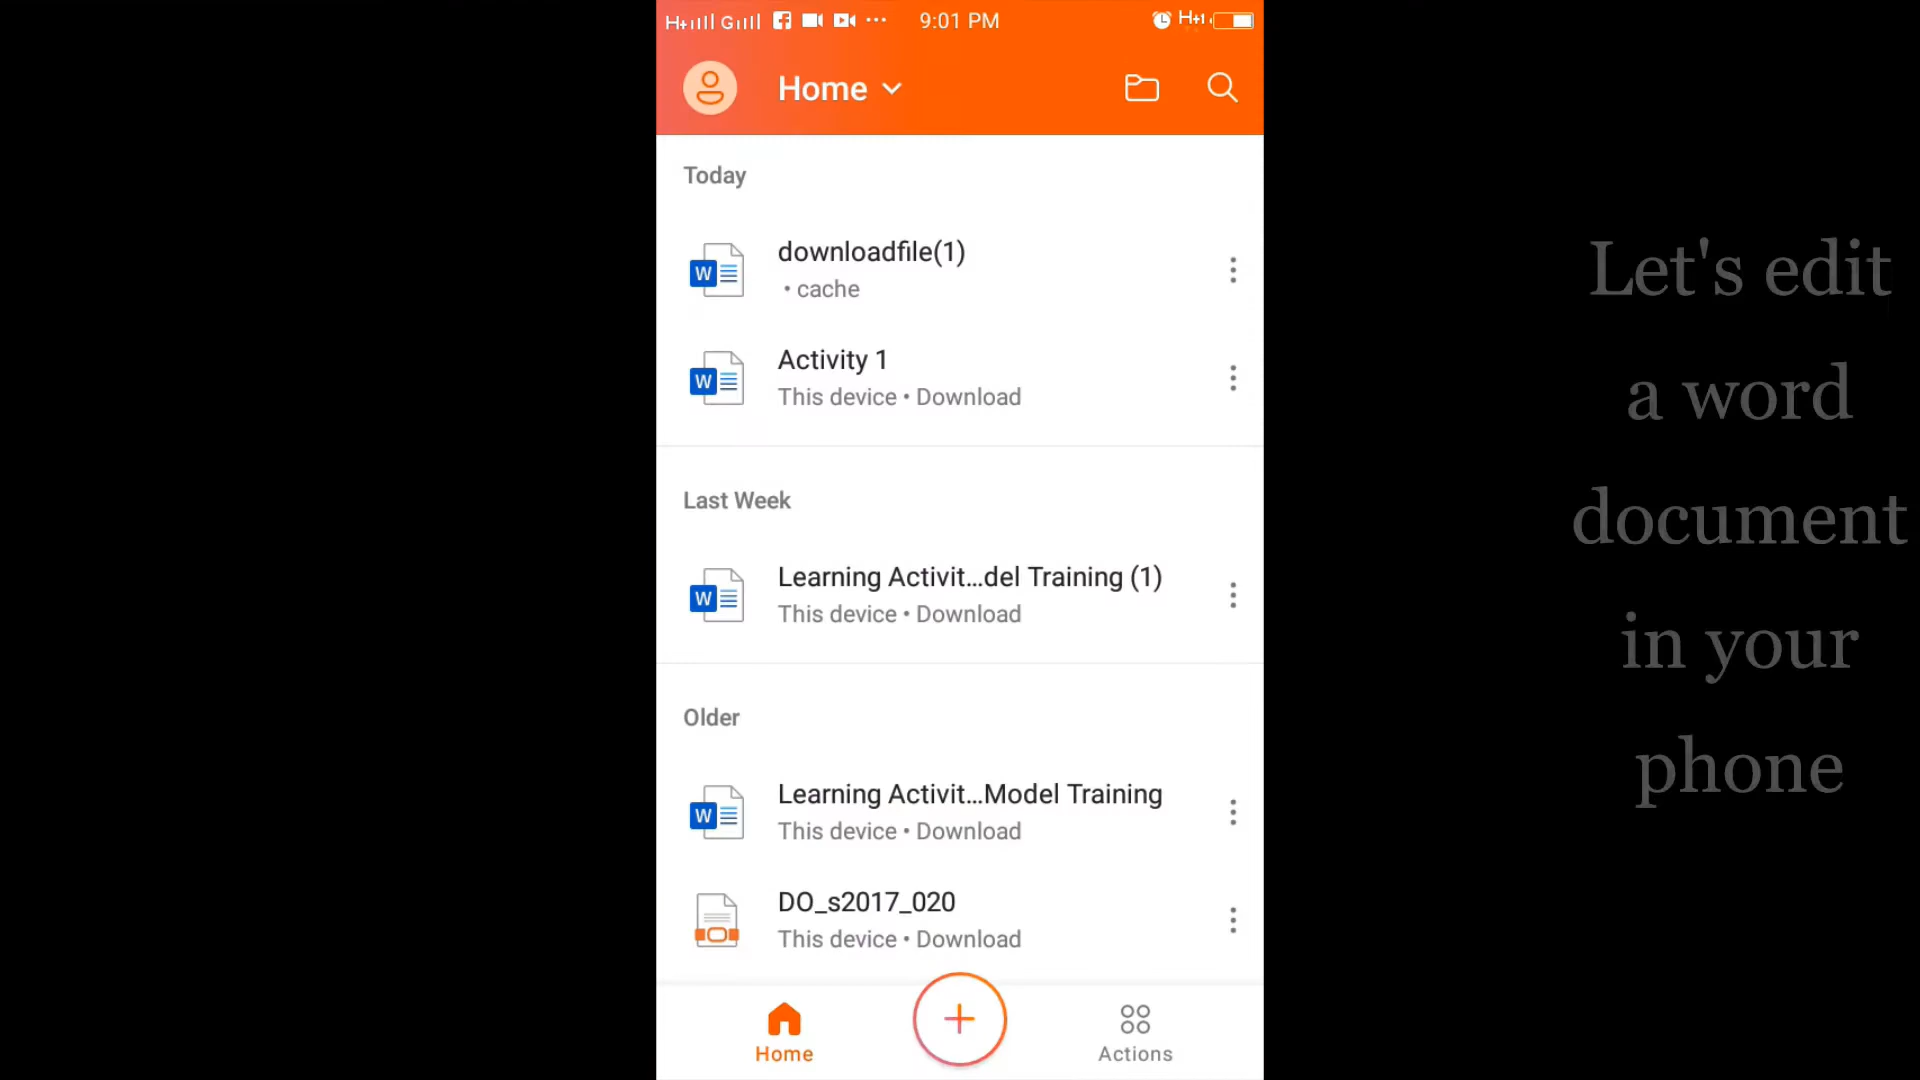 9:01 PM
Home
Today
downloadfile(1)
• cache
Activity 1
This device • Download
Last Week
Learning Activit...del Training (1)
This device • Download
Older
Learning Activit...Model Training
This device • Download
DO_s2017_020
This device • Download
Home
Actions
Let's edit
a word
document
in your
phone